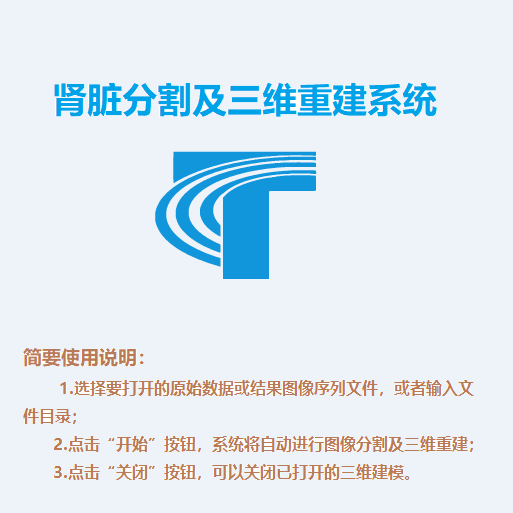 肾脏分割及三维重建系统
简要使用说明：
1.选择要打开的原始数据或结果图像序列文件，或者输入文
件目录；
2.点击“开始”按钮，系统将自动进行图像分割及三维重建；
3.点击“关闭”按钮，可以关闭已打开的三维建模。